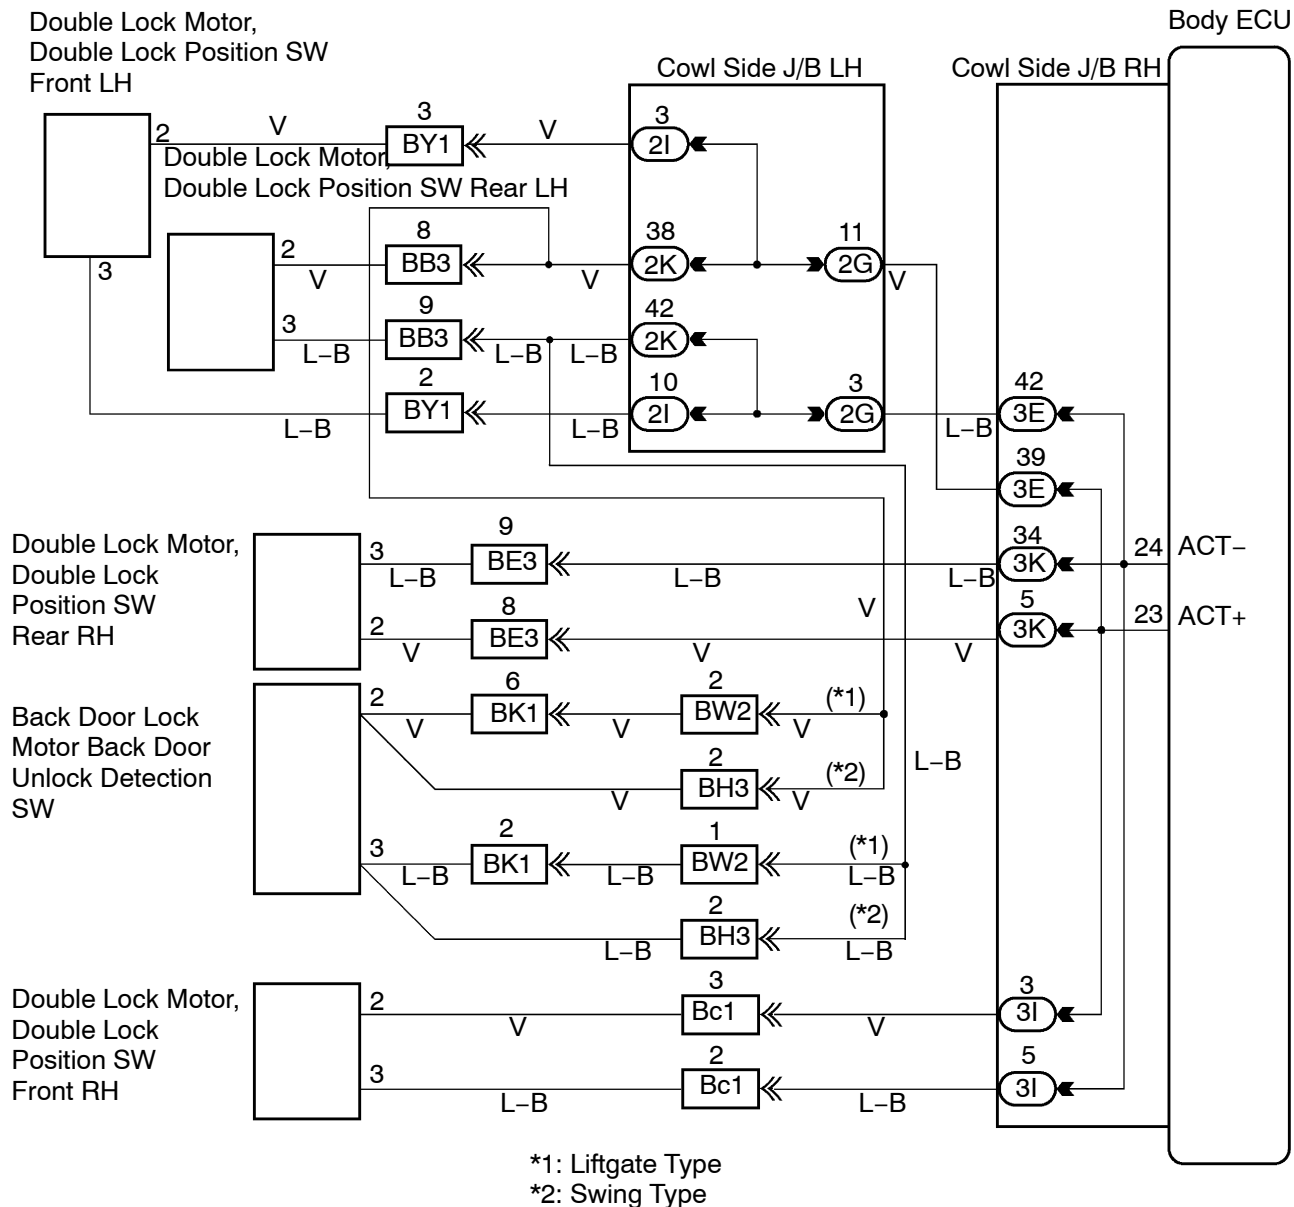 Double Lock Motor,
Double Lock Position SW
Front LH
Body ECU
Cowl Side J/B LH
Cowl Side J/B RH
2
V
3
BY1
V
3
2I
Double Lock Motor,
Double Lock Position SW Rear LH
3
2
V
8
BB3
V
38
2K
11
2G
V
3
L–B
9
BB3
L–B
L–B
42
2K
L–B
2
BY1
L–B
10
2I
3
2G
L–B
42
3E
39
3E
Double Lock Motor,
Double Lock
Position SW
Rear RH
3
L–B
9
BE3
L–B
L–B
34
3K
24
ACT–
2
V
8
BE3
V
V
V
5
3K
23
ACT+
Back Door Lock
Motor Back Door
Unlock Detection
SW
2
V
6
BK1
V
2
BW2
V
(*1)
V
2
BH3
V
(*2)
L–B
3
L–B
2
BK1
L–B
1
BW2
(*1)
L–B
L–B
2
BH3
(*2)
L–B
Double Lock Motor,
Double Lock
Position SW
Front RH
2
V
3
Bc1
V
3
3I
3
L–B
2
Bc1
L–B
5
3I
*1: Liftgate Type
*2: Swing Type